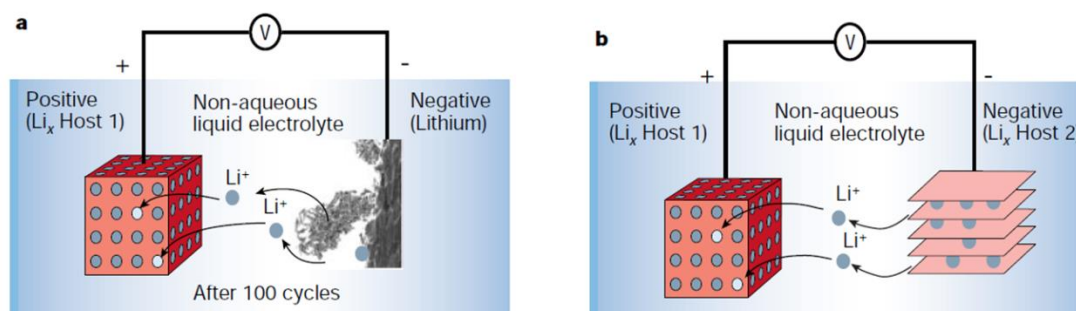 a
V
+
-
Positive
(Liₓ Host 1)
Non-aqueous
liquid electrolyte
Negative
(Lithium)
Li⁺
Li⁺
After 100 cycles
b
V
+
-
Positive
(Liₓ Host 1)
Non-aqueous
liquid electrolyte
Negative
(Liₓ Host 2)
Li⁺
Li⁺